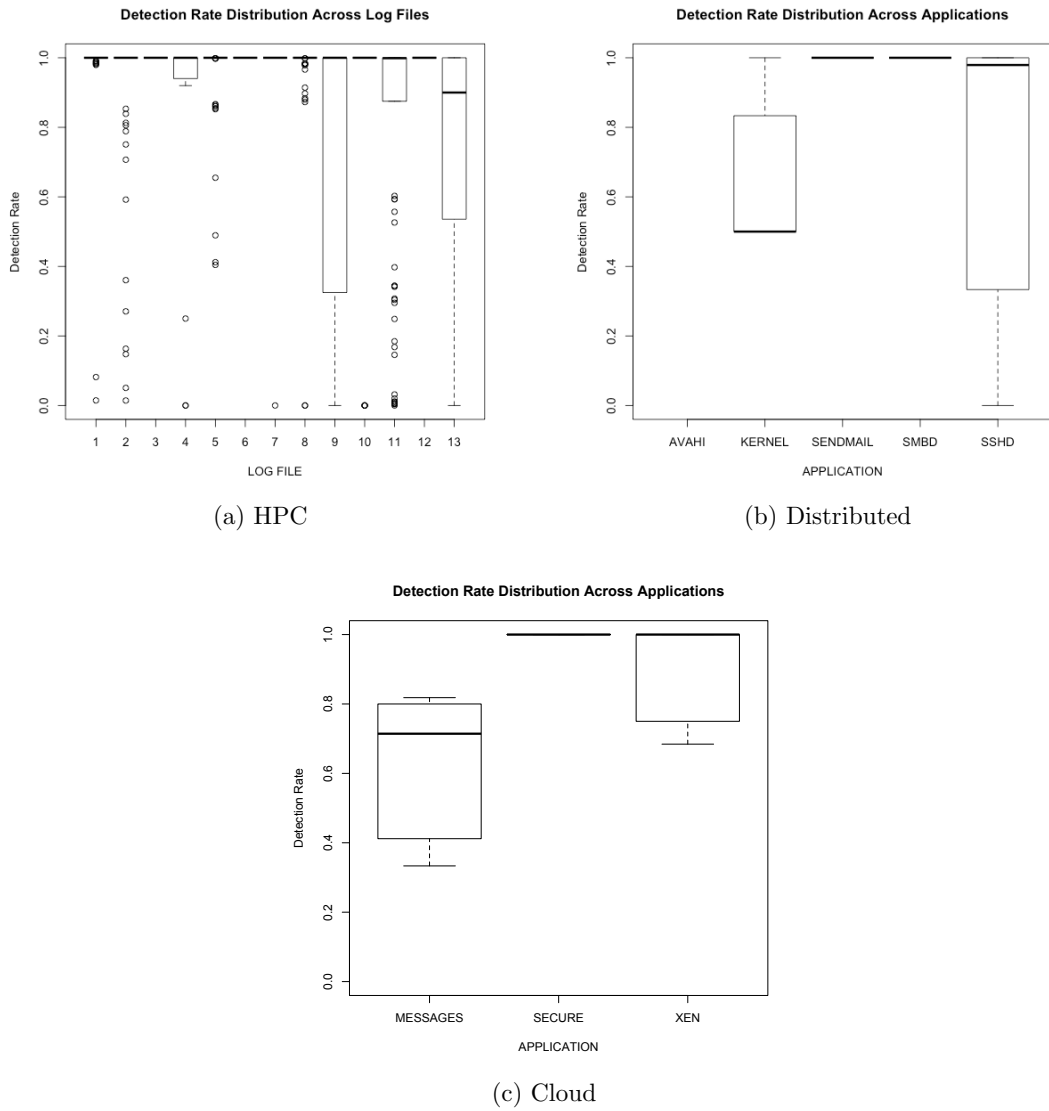 Detection Rate Distribution Across Log Files
Detection Rate
0.0 0.2 0.4 0.6 0.8 1.0
1 2 3 4 5 6 7 8 9 10 11 12 13
LOG FILE
(a) HPC
Detection Rate Distribution Across Applications
Detection Rate
0.0 0.2 0.4 0.6 0.8 1.0
AVAHI KERNEL SENDMAIL SMBD SSHD
APPLICATION
(b) Distributed
Detection Rate Distribution Across Applications
Detection Rate
0.0 0.2 0.4 0.6 0.8 1.0
MESSAGES SECURE XEN
APPLICATION
(c) Cloud